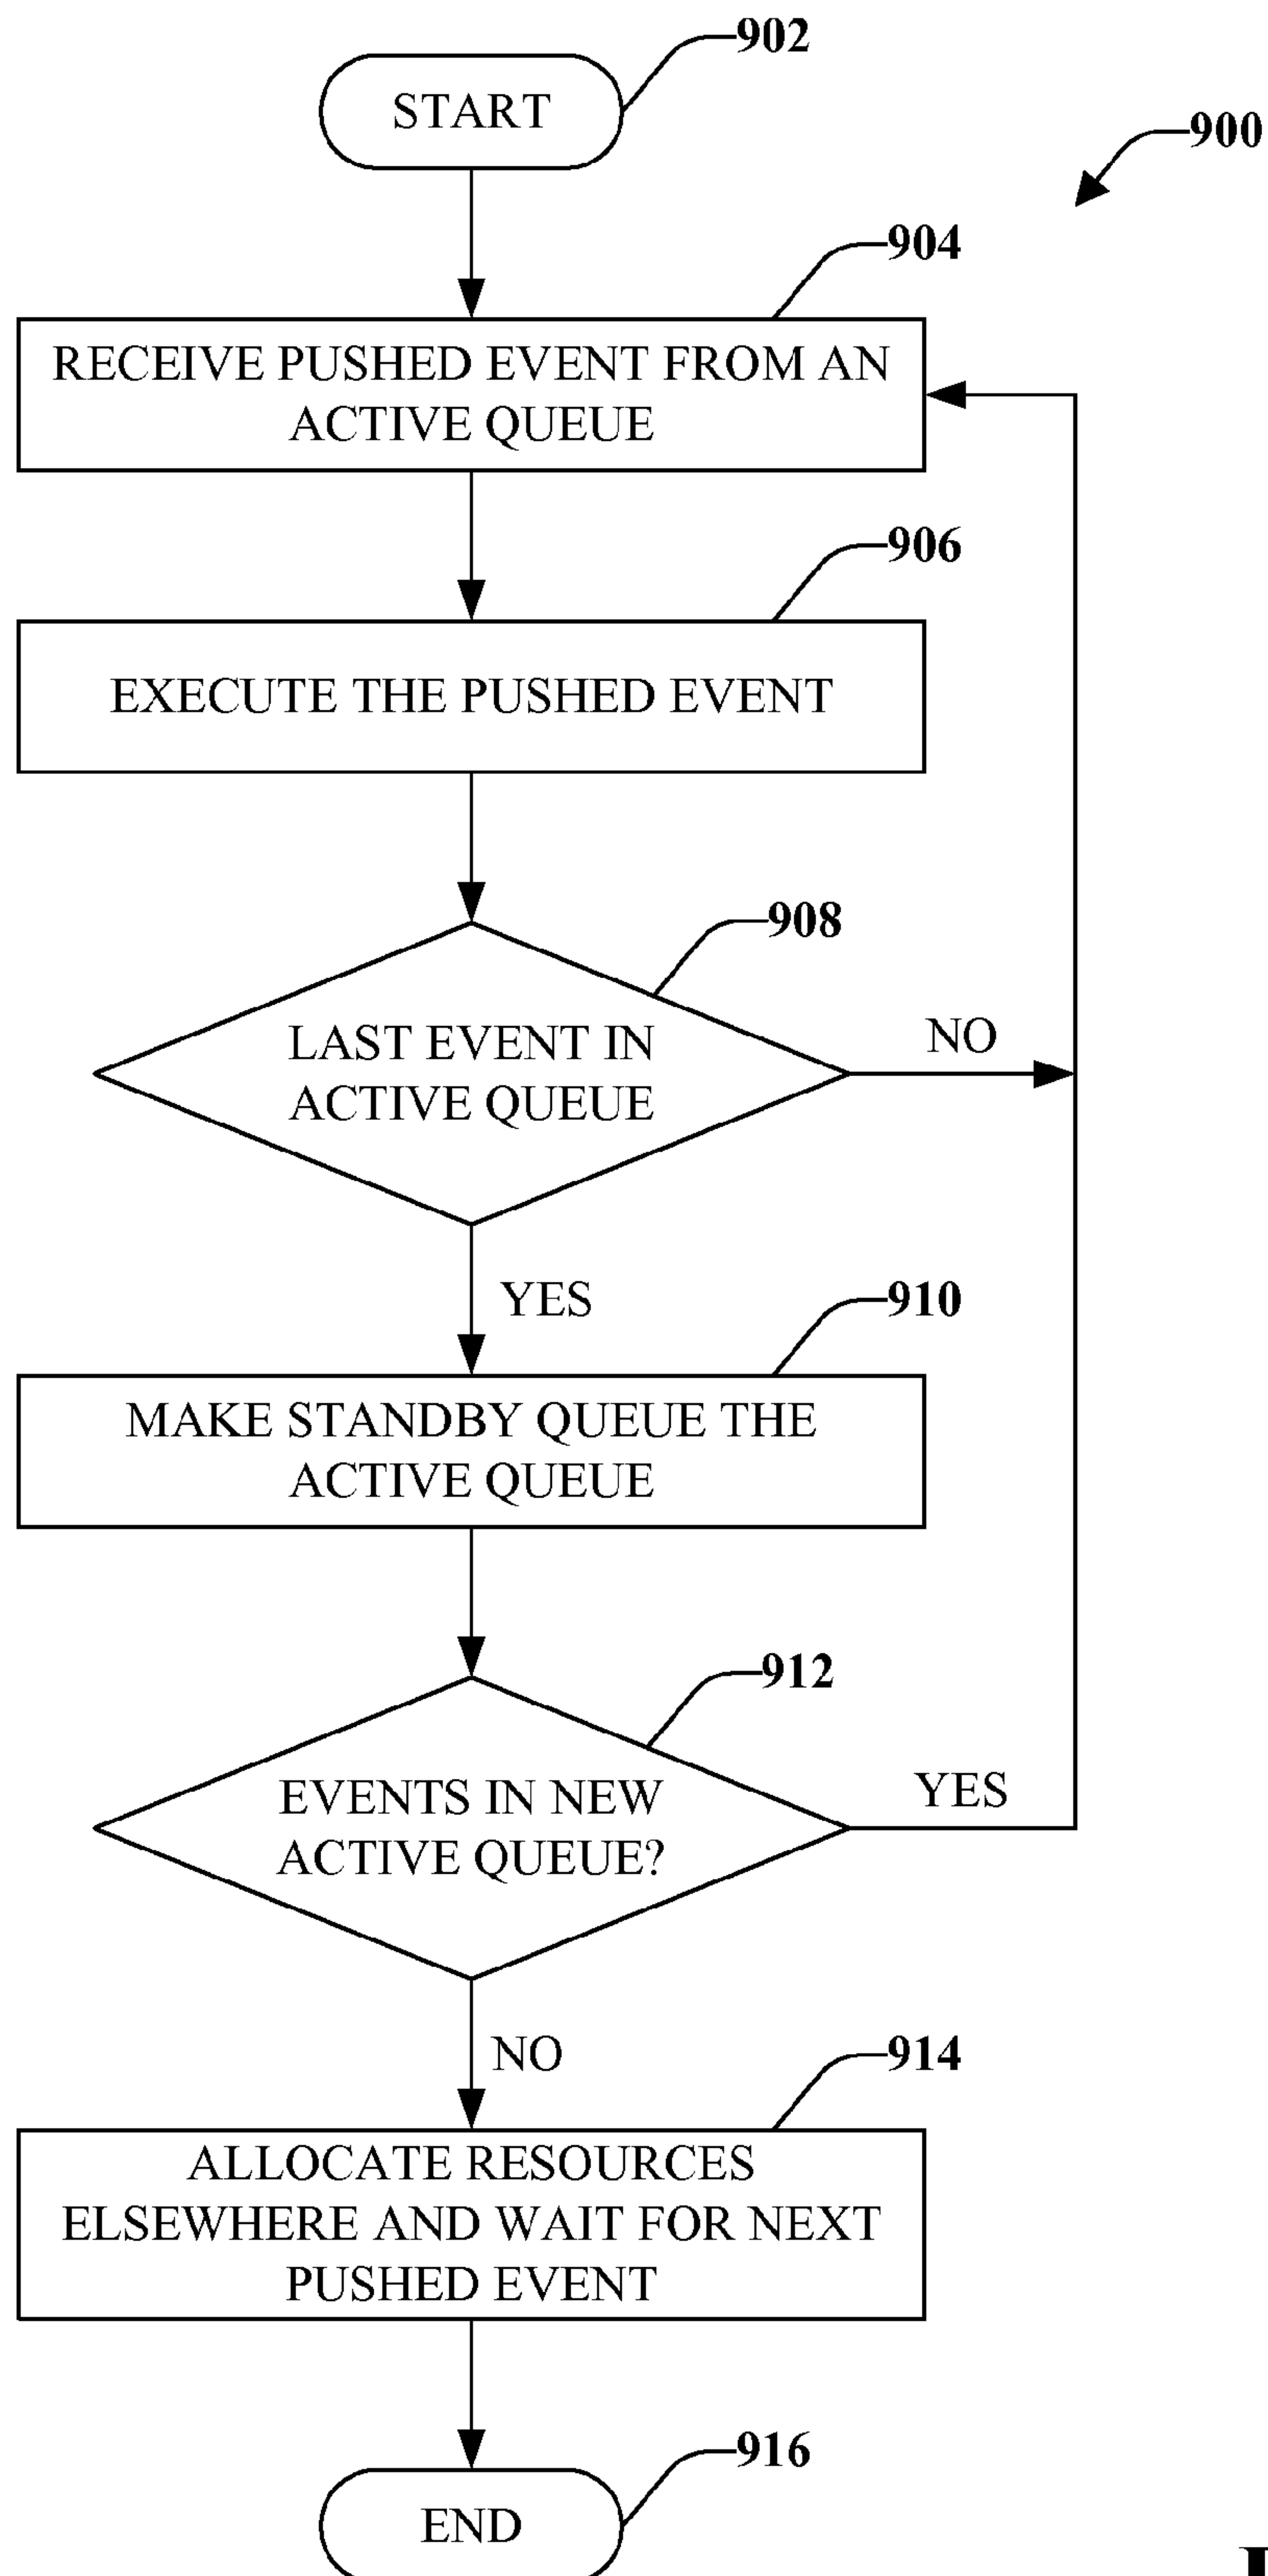 902
START
900
904
RECEIVE PUSHED EVENT FROM AN
ACTIVE QUEUE
906
EXECUTE THE PUSHED EVENT
908
LAST EVENT IN
ACTIVE QUEUE
NO
YES
910
MAKE STANDBY QUEUE THE
ACTIVE QUEUE
912
EVENTS IN NEW
ACTIVE QUEUE?
YES
NO
914
ALLOCATE RESOURCES
ELSEWHERE AND WAIT FOR NEXT
PUSHED EVENT
916
END